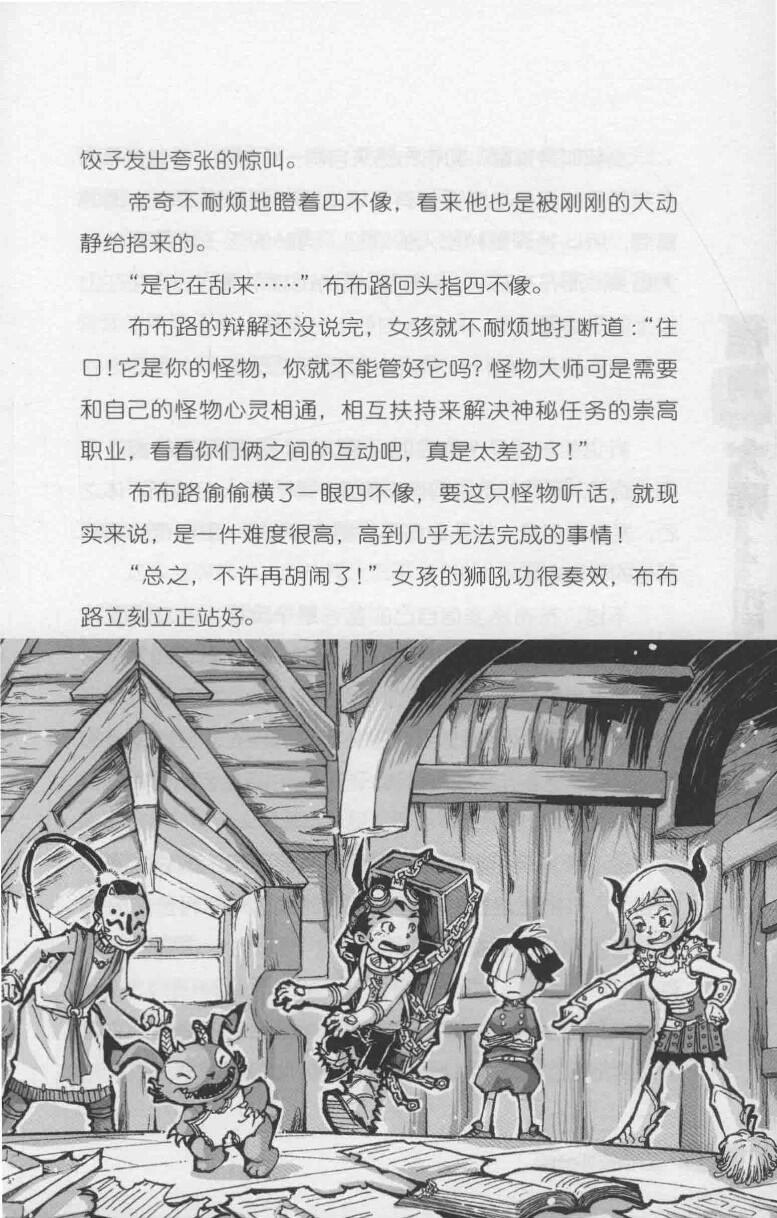 饺子发出夸张的惊叫。
帝奇不耐烦地瞪着四不像，看来他也是被刚刚的大动
静给招来的。
“是它在乱来……”布布路回头指四不像。
布布路的辩解还没说完，女孩就不耐烦地打断道：“住
口！它是你的怪物，你就不能管好它吗？怪物大师可是需要
和自己的怪物心灵相通，相互扶持来解决神秘任务的崇高
职业，看看你们俩之间的互动吧，真是太差劲了！”
布布路偷偷横了一眼四不像，要这只怪物听话，就现
实来说，是一件难度很高，高到几乎无法完成的事情！
“总之，不许再胡闹了！”女孩的狮吼功很奏效，布布
路立刻立正站好。